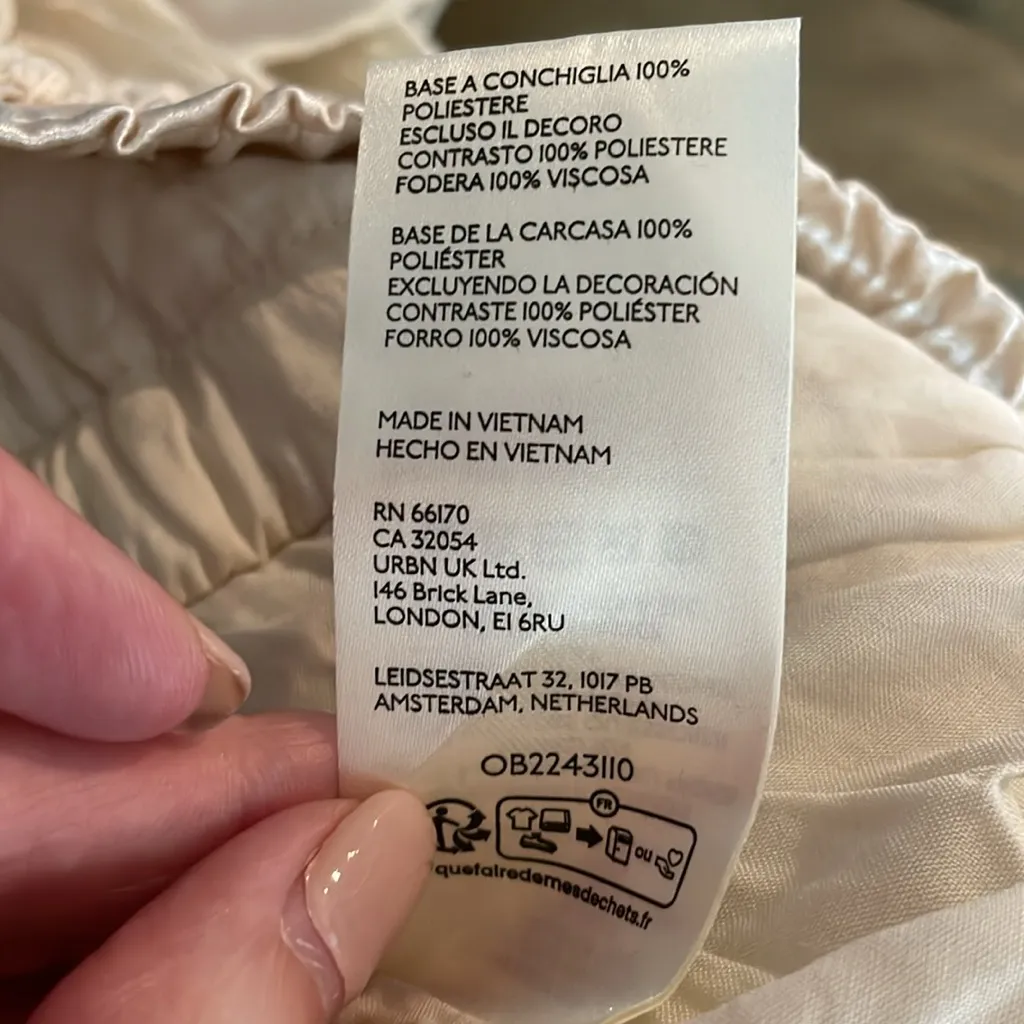 BASE A CONCHIGLIA 100%
POLIESTERE
ESCLUSO IL DECORO
CONTRASTO 100% POLIESTERE
FODERA 100% VISCOSA
BASE DE LA CARCASA 100%
POLIÉSTER
EXCLUYENDO LA DECORACIÓN
CONTRASTE 100% POLIÉSTER
FORRO 100% VISCOSA
MADE IN VIETNAM
HECHO EN VIETNAM
RN 66170
CA 32054
URBN UK Ltd.
146 Brick Lane,
LONDON, E1 6RU
LEIDSESTRAAT 32, 1017 PB
AMSTERDAM, NETHERLANDS
OB2243110
FR
OU
quefairedemesdechets.fr